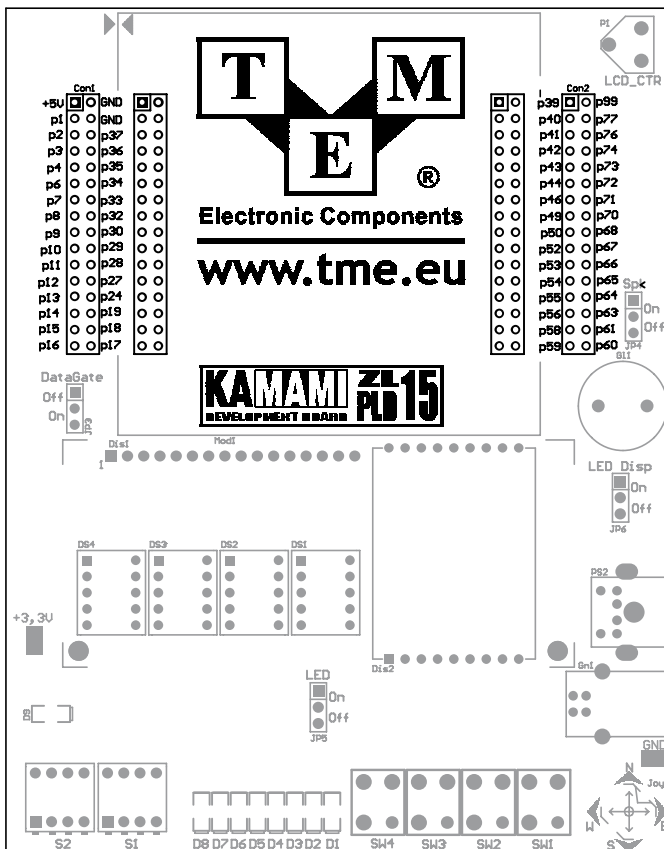 P1
LCD_CTR
T M
E
®
Electronic Components
www.tme.eu
KAMAMI ZL
DEVELOPMENT BOARD PLD 15
Con1
+5V GND
p1 GND
p2 p37
p3 p36
p4 p35
p6 p34
p7 p33
p8 p32
p9 p30
p10 p29
p11 p28
p12 p27
p13 p24
p14 p19
p15 p18
p16 p17
Con2
p39 p99
p40 p77
p41 p76
p42 p74
p43 p73
p44 p72
p46 p71
p49 p70
p50 p68
p52 p67
p53 p66
p54 p65
p55 p64
p56 p63
p58 p61
p59 p60
Spk
On
Off
JP4
Gl1
DataGate
Off
On
JP3
Dis1
Mod1
1
LED Disp
On
Off
JP6
DS4 DS3 DS2 DS1
PS2
+3,3V
Dis2
Gn1
LED
On
Off
JP5
D9
GND
N
Joy
W E
S
S2 S1
D8 D7 D6 D5 D4 D3 D2 D1
SW4 SW3 SW2 SW1